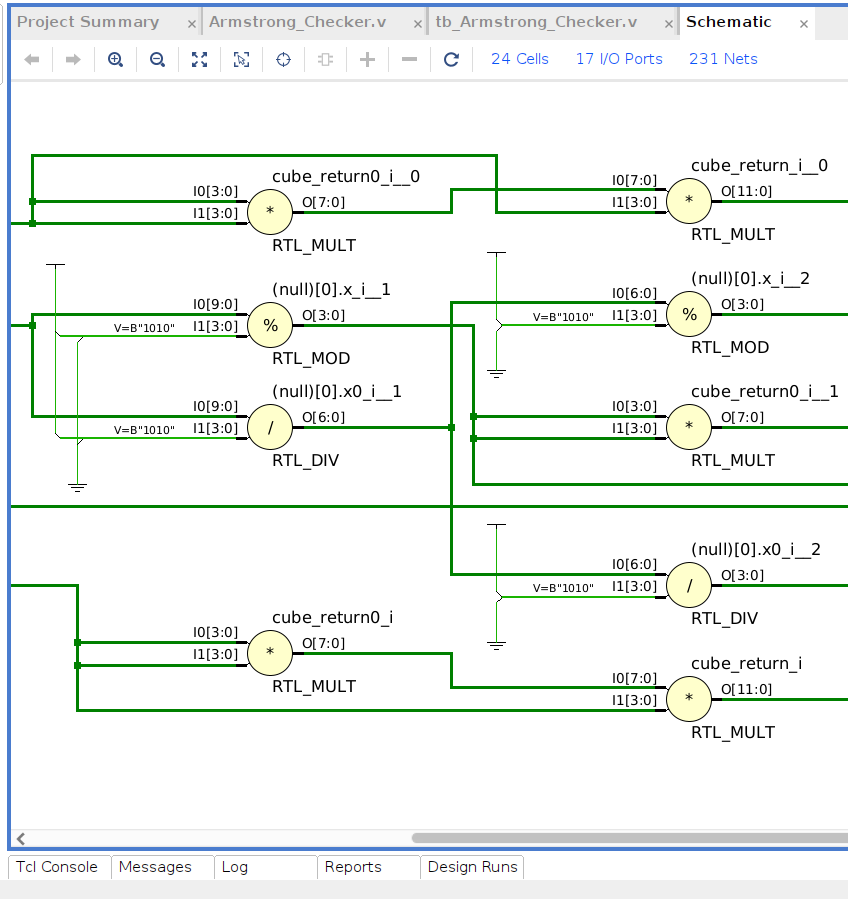 Project Summary × Armstrong_Checker.v × tb_Armstrong_Checker.v × Schematic ×
24 Cells 17 I/O Ports 231 Nets
cube_return0_i__0
I0[3:0]
I1[3:0]
*
O[7:0]
RTL_MULT
cube_return_i__0
I0[7:0]
I1[3:0]
*
O[11:0]
RTL_MULT
(null)[0].x_i__1
I0[9:0]
V=B"1010" I1[3:0]
%
O[3:0]
RTL_MOD
(null)[0].x_i__2
I0[6:0]
V=B"1010" I1[3:0]
%
O[3:0]
RTL_MOD
(null)[0].x0_i__1
I0[9:0]
V=B"1010" I1[3:0]
/
O[6:0]
RTL_DIV
cube_return0_i__1
I0[3:0]
I1[3:0]
*
O[7:0]
RTL_MULT
(null)[0].x0_i__2
I0[6:0]
V=B"1010" I1[3:0]
/
O[3:0]
RTL_DIV
cube_return0_i
I0[3:0]
I1[3:0]
*
O[7:0]
RTL_MULT
cube_return_i
I0[7:0]
I1[3:0]
*
O[11:0]
RTL_MULT
Tcl Console Messages Log Reports Design Runs